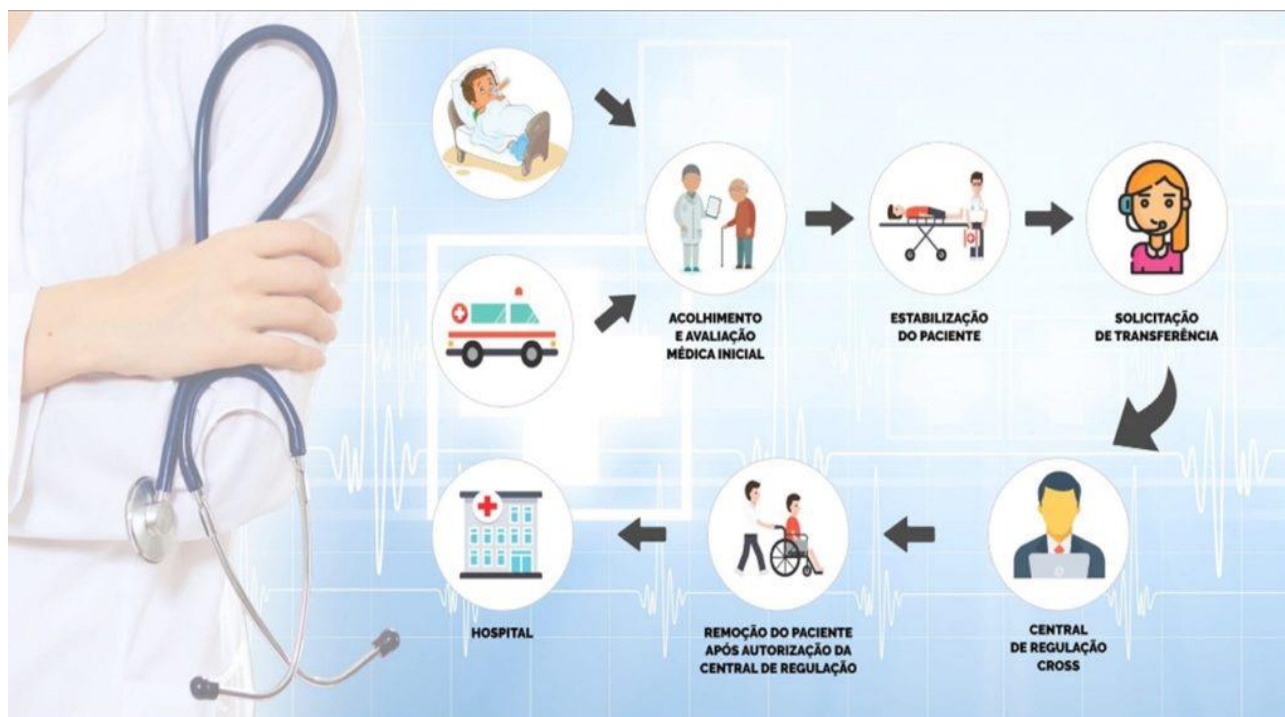 ACOLHIMENTO
E AVALIAÇÃO
MÉDICA INICIAL
ESTABILIZAÇÃO
DO PACIENTE
SOLICITAÇÃO
DE TRANSFERÊNCIA
HOSPITAL
REMOÇÃO DO PACIENTE
APÓS AUTORIZAÇÃO DA
CENTRAL DE REGULAÇÃO
CENTRAL
DE REGULAÇÃO
CROSS